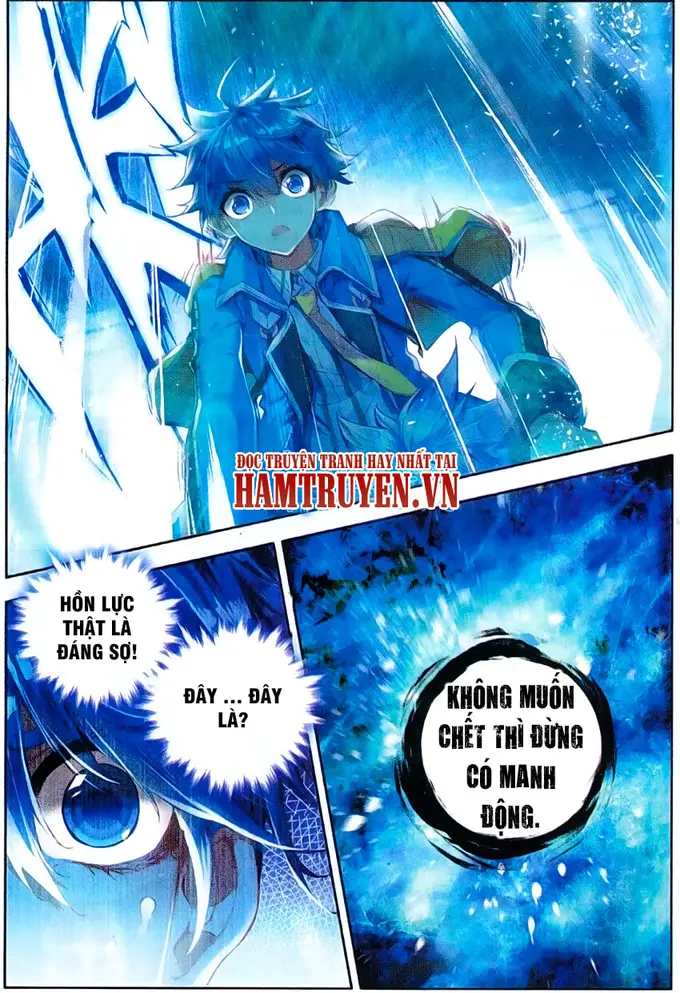 ĐỌC TRUYỆN TRANH HAY NHẤT TẠI
HAMTRUYEN.VN
HỒN LỰC
THẬT LÀ
ĐÁNG SỢ!
ĐÂY ... ĐÂY
LÀ?
KHÔNG MUỐN
CHẾT THÌ ĐỪNG
CÓ MANH
ĐỘNG.